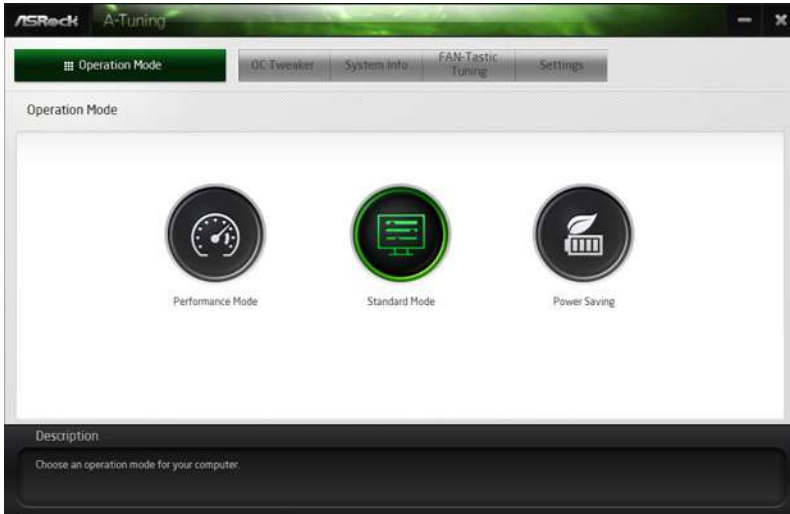 ASRock A-Tuning
Operation Mode OC Tweaker System Info FAN-Tastic Tuning Settings
Operation Mode
Performance Mode Standard Mode Power Saving
Description
Choose an operation mode for your computer.